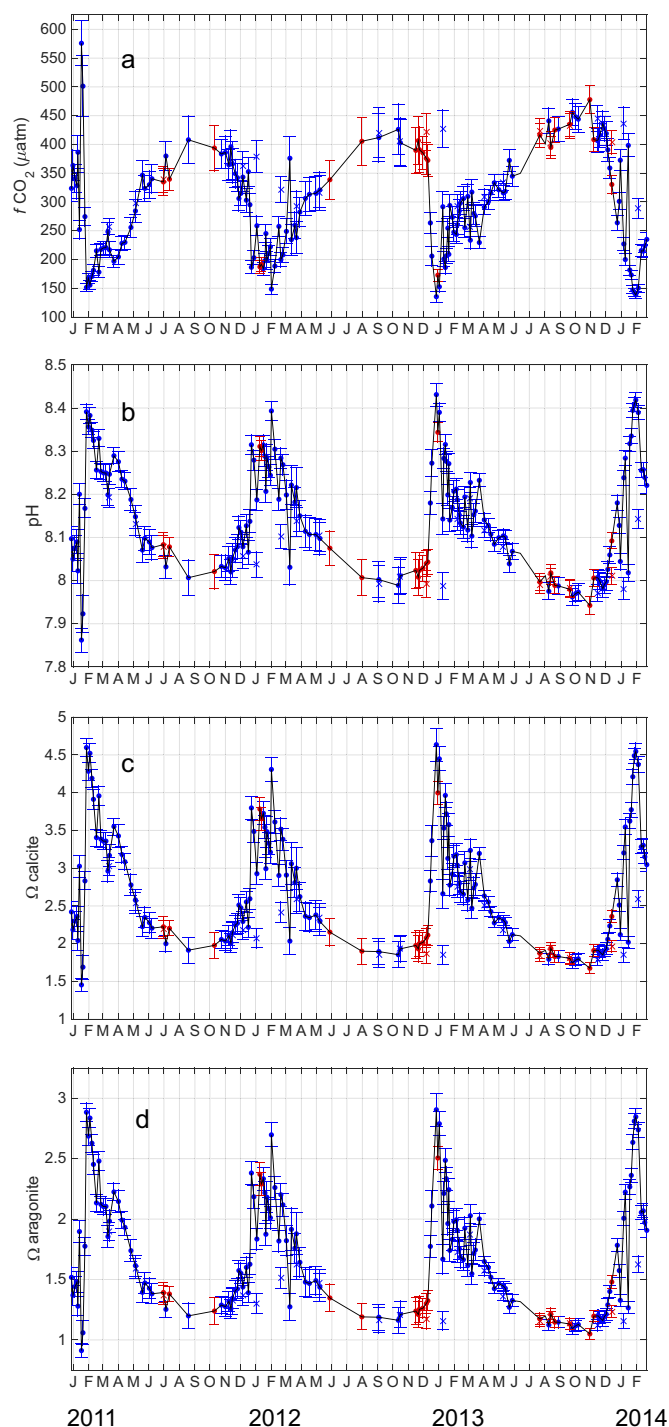 600
550
500
450
400
350
300
250
200
150
100
f CO2 (µatm)
a
J F M A M J J A S O N D J F M A M J J A S O N D J F M A M J J A S O N D J F
8.5
8.4
8.3
8.2
8.1
8
7.9
7.8
pH
b
J F M A M J J A S O N D J F M A M J J A S O N D J F M A M J J A S O N D J F
5
4.5
4
3.5
3
2.5
2
1.5
1
Ω calcite
c
J F M A M J J A S O N D J F M A M J J A S O N D J F M A M J J A S O N D J F
3
2.5
2
1.5
1
Ω aragonite
d
J F M A M J J A S O N D J F M A M J J A S O N D J F M A M J J A S O N D J F
2011 2012 2013 2014